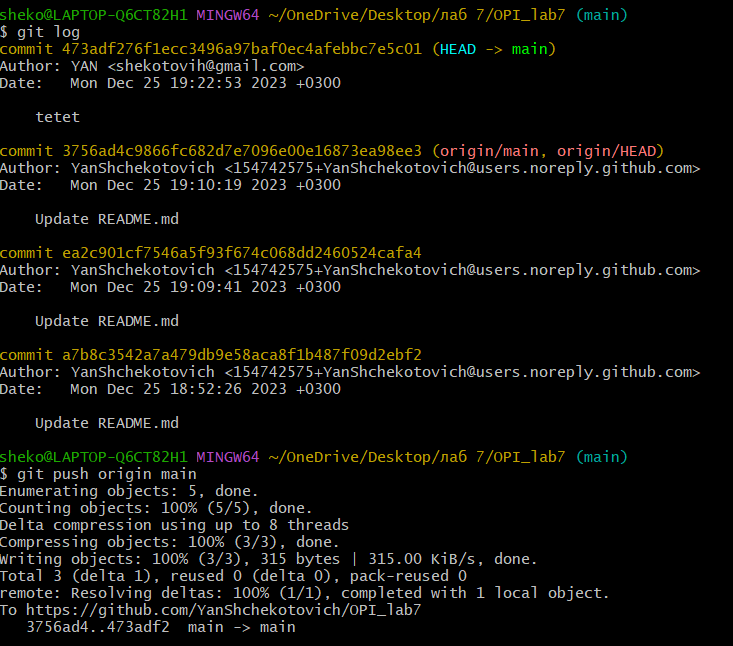 sheko@LAPTOP-Q6CT82H1 MINGW64 ~/OneDrive/Desktop/лаб 7/OPI_lab7 (main)
$ git log
commit 473adf276f1ecc3496a97baf0ec4afebbc7e5c01 (HEAD -> main)
Author: YAN <shekotovih@gmail.com>
Date:   Mon Dec 25 19:22:53 2023 +0300

    tetet

commit 3756ad4c9866fc682d7e7096e00e16873ea98ee3 (origin/main, origin/HEAD)
Author: YanShchekotovich <154742575+YanShchekotovich@users.noreply.github.com>
Date:   Mon Dec 25 19:10:19 2023 +0300

    Update README.md

commit ea2c901cf7546a5f93f674c068dd2460524cafa4
Author: YanShchekotovich <154742575+YanShchekotovich@users.noreply.github.com>
Date:   Mon Dec 25 19:09:41 2023 +0300

    Update README.md

commit a7b8c3542a7a479db9e58aca8f1b487f09d2ebf2
Author: YanShchekotovich <154742575+YanShchekotovich@users.noreply.github.com>
Date:   Mon Dec 25 18:52:26 2023 +0300

    Update README.md

sheko@LAPTOP-Q6CT82H1 MINGW64 ~/OneDrive/Desktop/лаб 7/OPI_lab7 (main)
$ git push origin main
Enumerating objects: 5, done.
Counting objects: 100% (5/5), done.
Delta compression using up to 8 threads
Compressing objects: 100% (3/3), done.
Writing objects: 100% (3/3), 315 bytes | 315.00 KiB/s, done.
Total 3 (delta 1), reused 0 (delta 0), pack-reused 0
remote: Resolving deltas: 100% (1/1), completed with 1 local object.
To https://github.com/YanShchekotovich/OPI_lab7
   3756ad4..473adf2  main -> main